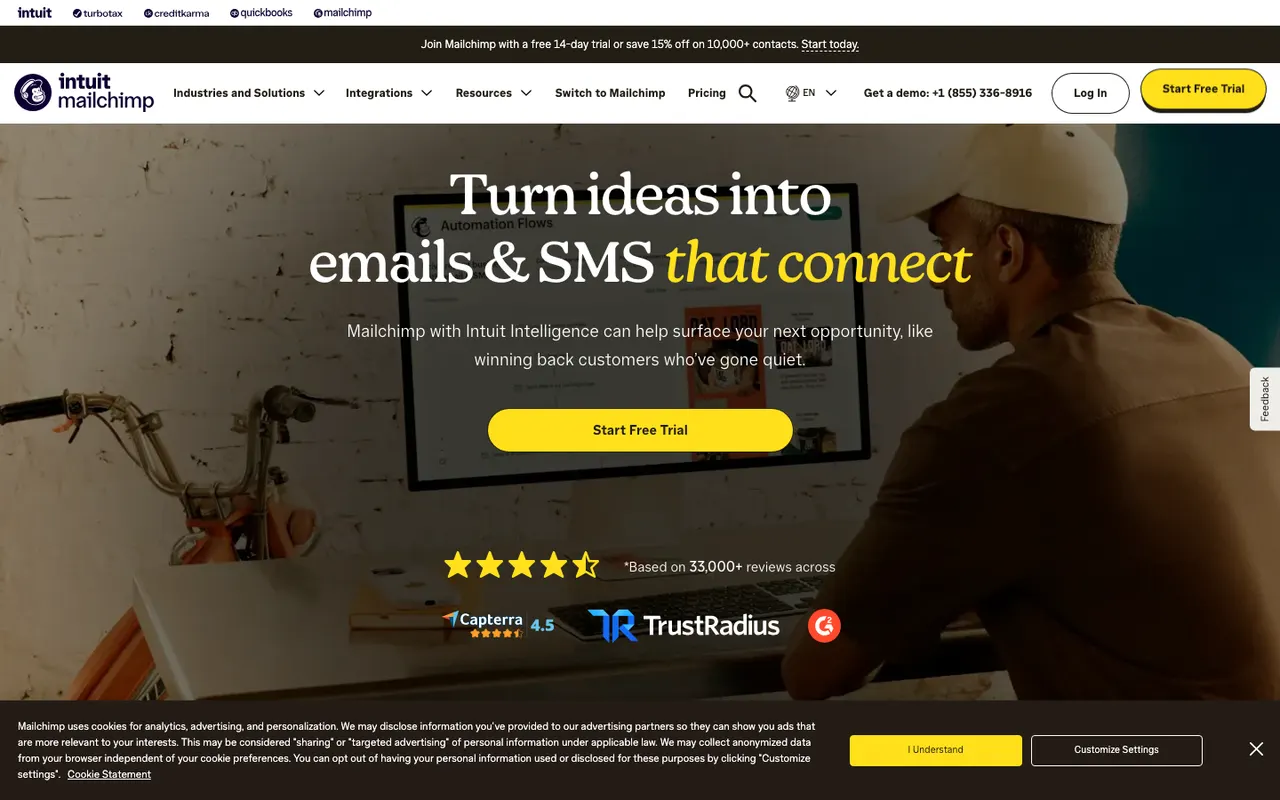 intuit turbotax creditkarma quickbooks mailchimp
Join Mailchimp with a free 14-day trial or save 15% off on 10,000+ contacts. Start today.
intuit
mailchimp
Industries and Solutions Integrations Resources Switch to Mailchimp Pricing EN Get a demo: +1 (855) 336-8916 Log In Start Free Trial
Automation Flows
Turn ideas into
emails & SMS that connect
Mailchimp with Intuit Intelligence can help surface your next opportunity, like
winning back customers who've gone quiet.
Start Free Trial
Feedback
*Based on 33,000+ reviews across
Capterra 4.5 TrustRadius G2
Mailchimp uses cookies for analytics, advertising, and personalization. We may disclose information you've provided to our advertising partners so they can show you ads that
are more relevant to your interests. This may be considered "sharing" or "targeted advertising" of personal information under applicable law. We may collect anonymized data
from your browser independent of your cookie preferences. You can opt out of having your personal information used or disclosed for these purposes by clicking "Customize
settings". Cookie Statement
I Understand Customize Settings